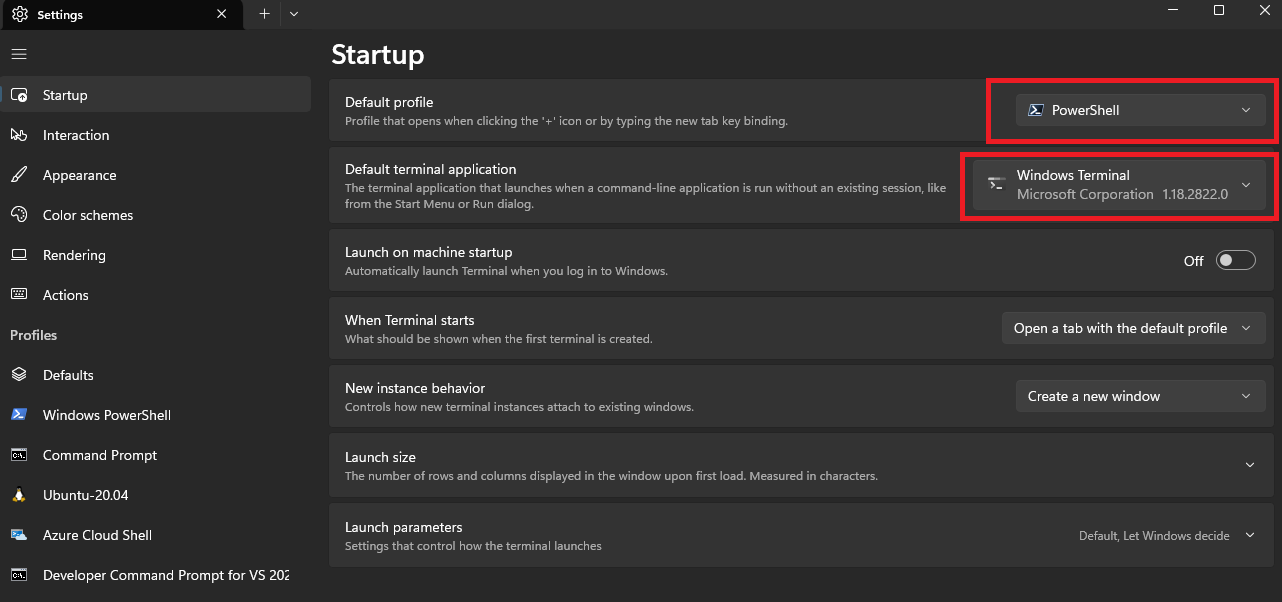 Settings
Startup
Startup
Interaction
Appearance
Color schemes
Rendering
Actions
Profiles
Defaults
Windows PowerShell
Command Prompt
Ubuntu-20.04
Azure Cloud Shell
Developer Command Prompt for VS 202
Default profile
Profile that opens when clicking the '+' icon or by typing the new tab key binding.
PowerShell
Default terminal application
The terminal application that launches when a command-line application is run without an existing session, like
from the Start Menu or Run dialog.
Windows Terminal
Microsoft Corporation 1.18.2822.0
Launch on machine startup
Automatically launch Terminal when you log in to Windows.
Off
When Terminal starts
What should be shown when the first terminal is created.
Open a tab with the default profile
New instance behavior
Controls how new terminal instances attach to existing windows.
Create a new window
Launch size
The number of rows and columns displayed in the window upon first load. Measured in characters.
Launch parameters
Settings that control how the terminal launches
Default, Let Windows decide